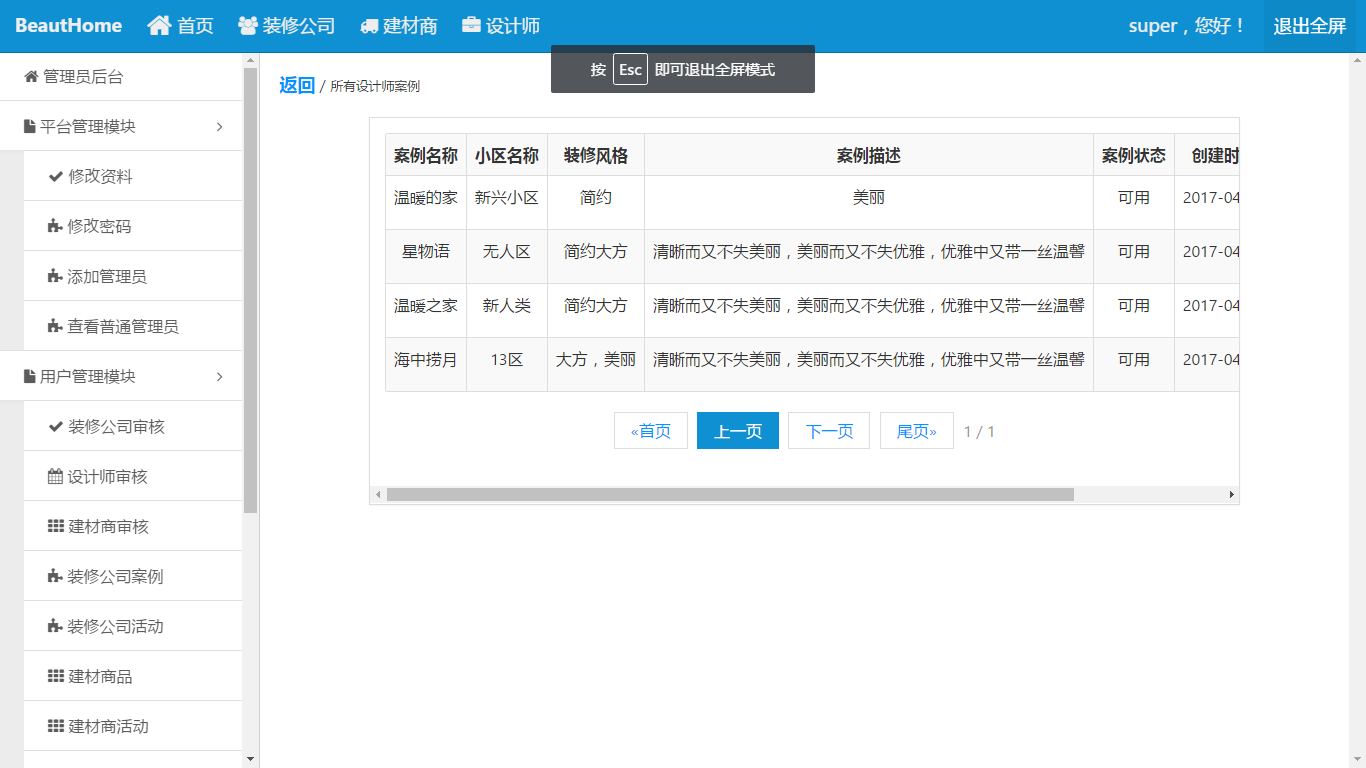 BeautHome 首页 装修公司 建材商 设计师 super，您好！ 退出全屏
按 Esc 即可退出全屏模式
管理员后台
平台管理模块
修改资料
修改密码
添加管理员
查看普通管理员
用户管理模块
装修公司审核
设计师审核
建材商审核
装修公司案例
装修公司活动
建材商品
建材商活动
返回 / 所有设计师案例
案例名称 小区名称 装修风格 案例描述 案例状态 创建时
温暖的家 新兴小区 简约 美丽 可用 2017-04
星物语 无人区 简约大方 清晰而又不失美丽，美丽而又不失优雅，优雅中又带一丝温馨 可用 2017-04
温暖之家 新人类 简约大方 清晰而又不失美丽，美丽而又不失优雅，优雅中又带一丝温馨 可用 2017-04
海中捞月 13区 大方，美丽 清晰而又不失美丽，美丽而又不失优雅，优雅中又带一丝温馨 可用 2017-04
«首页 上一页 下一页 尾页» 1 / 1